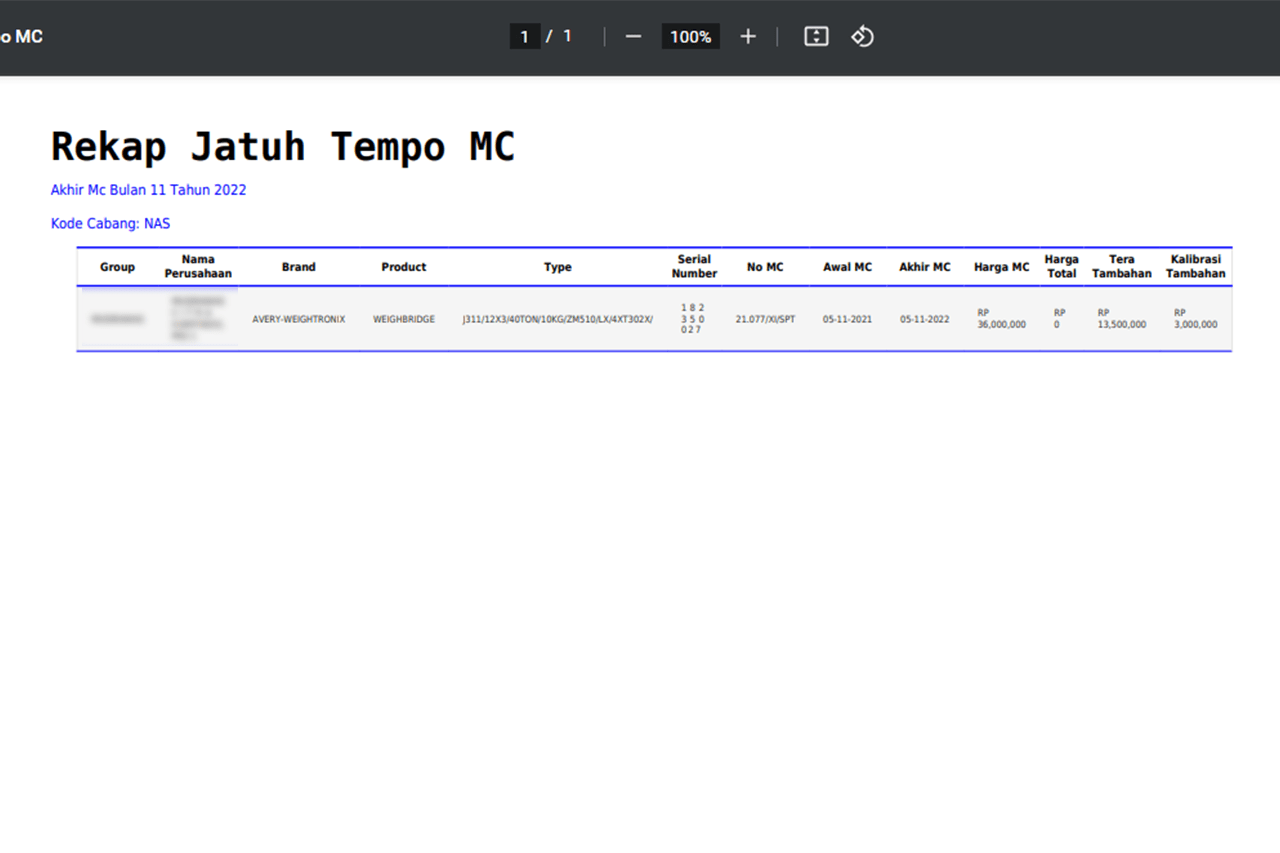 o MC
1 / 1
100%
Rekap Jatuh Tempo MC
Akhir Mc Bulan 11 Tahun 2022
Kode Cabang: NAS
Group
Nama
Perusahaan
Brand
Product
Type
Serial
Number
No MC
Awal MC
Akhir MC
Harga MC
Harga
Total
Tera
Tambahan
Kalibrasi
Tambahan
AVERY-WEIGHTRONIX
WEIGHBRIDGE
J311/12X3/40TON/10KG/ZM510/LX/4XT302X/
1 8 2
3 5 0
0 2 7
21.077/XI/SPT
05-11-2021
05-11-2022
RP
36,000,000
RP
0
RP
13,500,000
RP
3,000,000